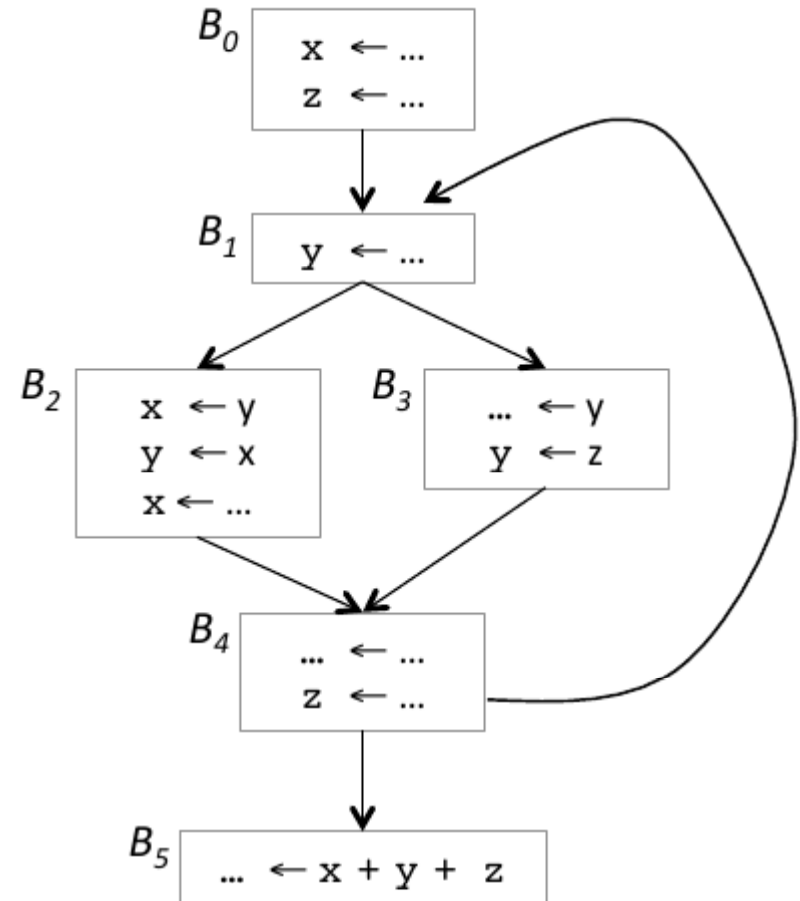 B0
x ← …
z ← …
B1
y ← …
B2
x ← y
y ← x
x ← …
B3
… ← y
y ← z
B4
… ← …
z ← …
B5
… ← x + y + z